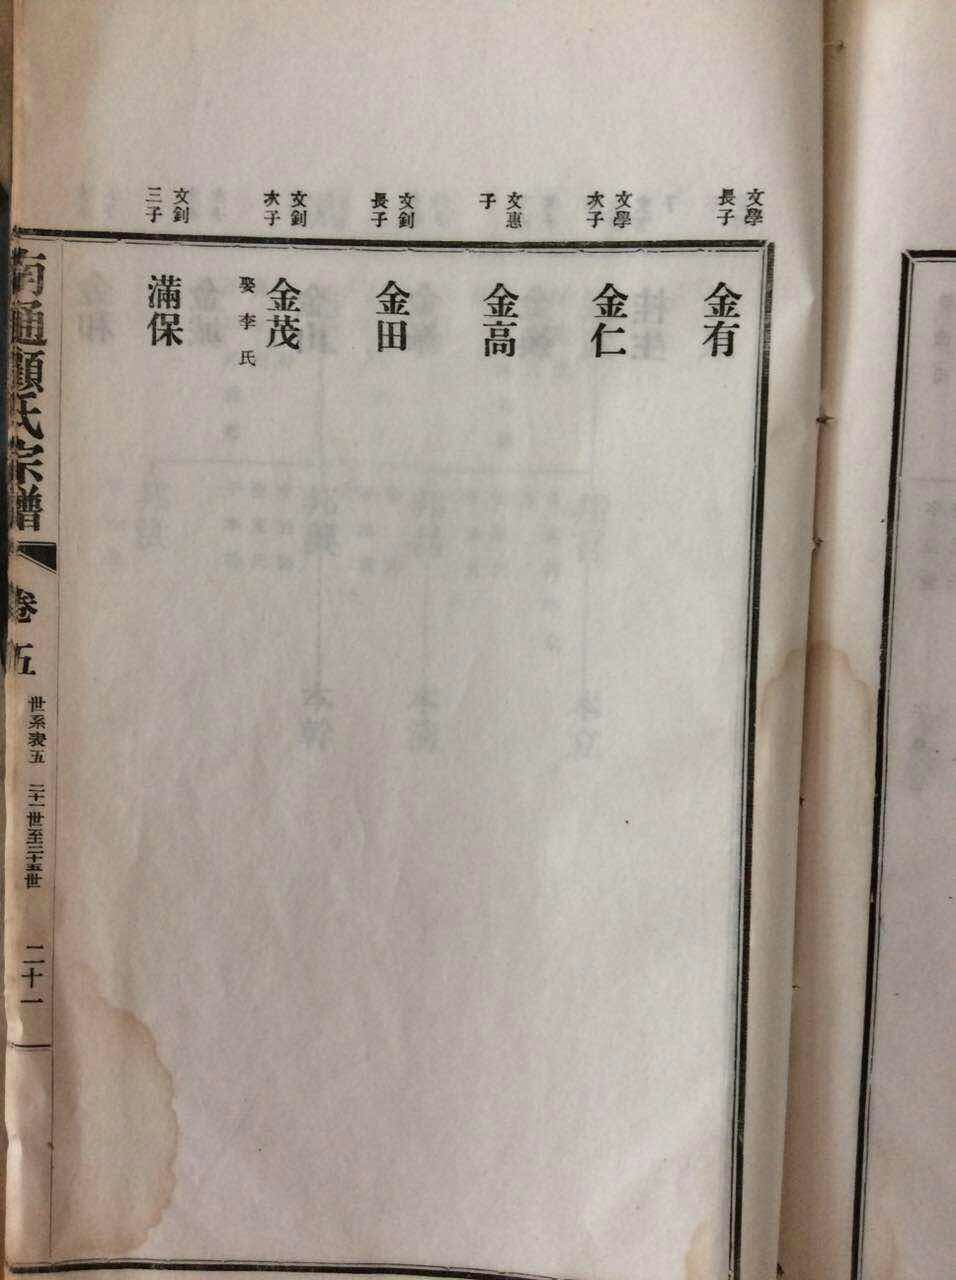 文學
長子
金有
文學
次子
金仁
文惠
子
金高
文釗
長子
金田
文釗
次子
金茂
娶李氏
文釗
三子
滿保
南通顧氏宗譜
卷五
世系表五
二十一世至二十五世
二十一